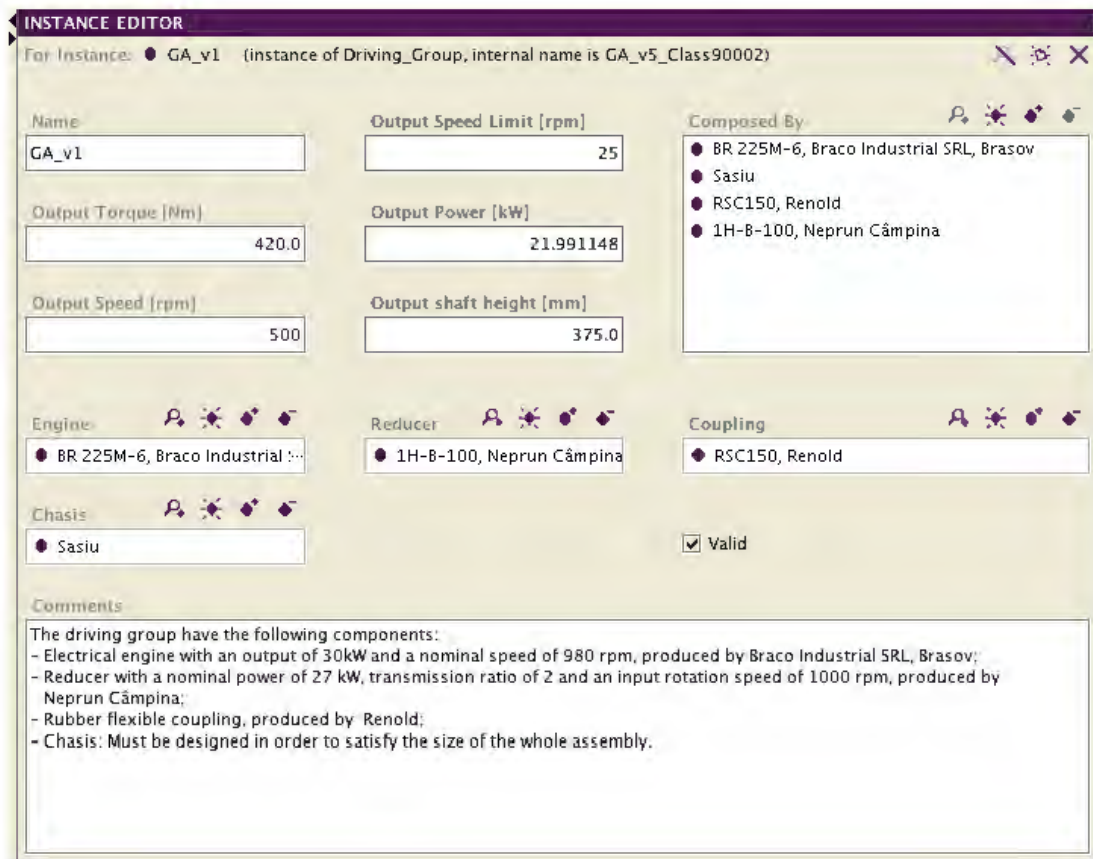 INSTANCE EDITOR
For Instance: GA_v1 (instance of Driving_Group, internal name is GA_v5_Class90002)
Name
GA_v1
Output Speed Limit [rpm]
25
Composed By
BR 225M-6, Braco Industrial SRL, Brasov
Sasiu
RSC150, Renold
1H-B-100, Neprun Câmpina
Output Torque [Nm]
420.0
Output Power [kW]
21.991148
Output Speed [rpm]
500
Output shaft height [mm]
375.0
Engine
BR 225M-6, Braco Industrial
Reducer
1H-B-100, Neprun Câmpina
Coupling
RSC150, Renold
Chasis
Sasiu
Valid
Comments
The driving group have the following components:
- Electrical engine with an output of 30kW and a nominal speed of 980 rpm, produced by Braco Industrial SRL, Brasov;
- Reducer with a nominal power of 27 kW, transmission ratio of 2 and an input rotation speed of 1000 rpm, produced by
Neprun Câmpina;
- Rubber flexible coupling, produced by Renold;
- Chasis: Must be designed in order to satisfy the size of the whole assembly.